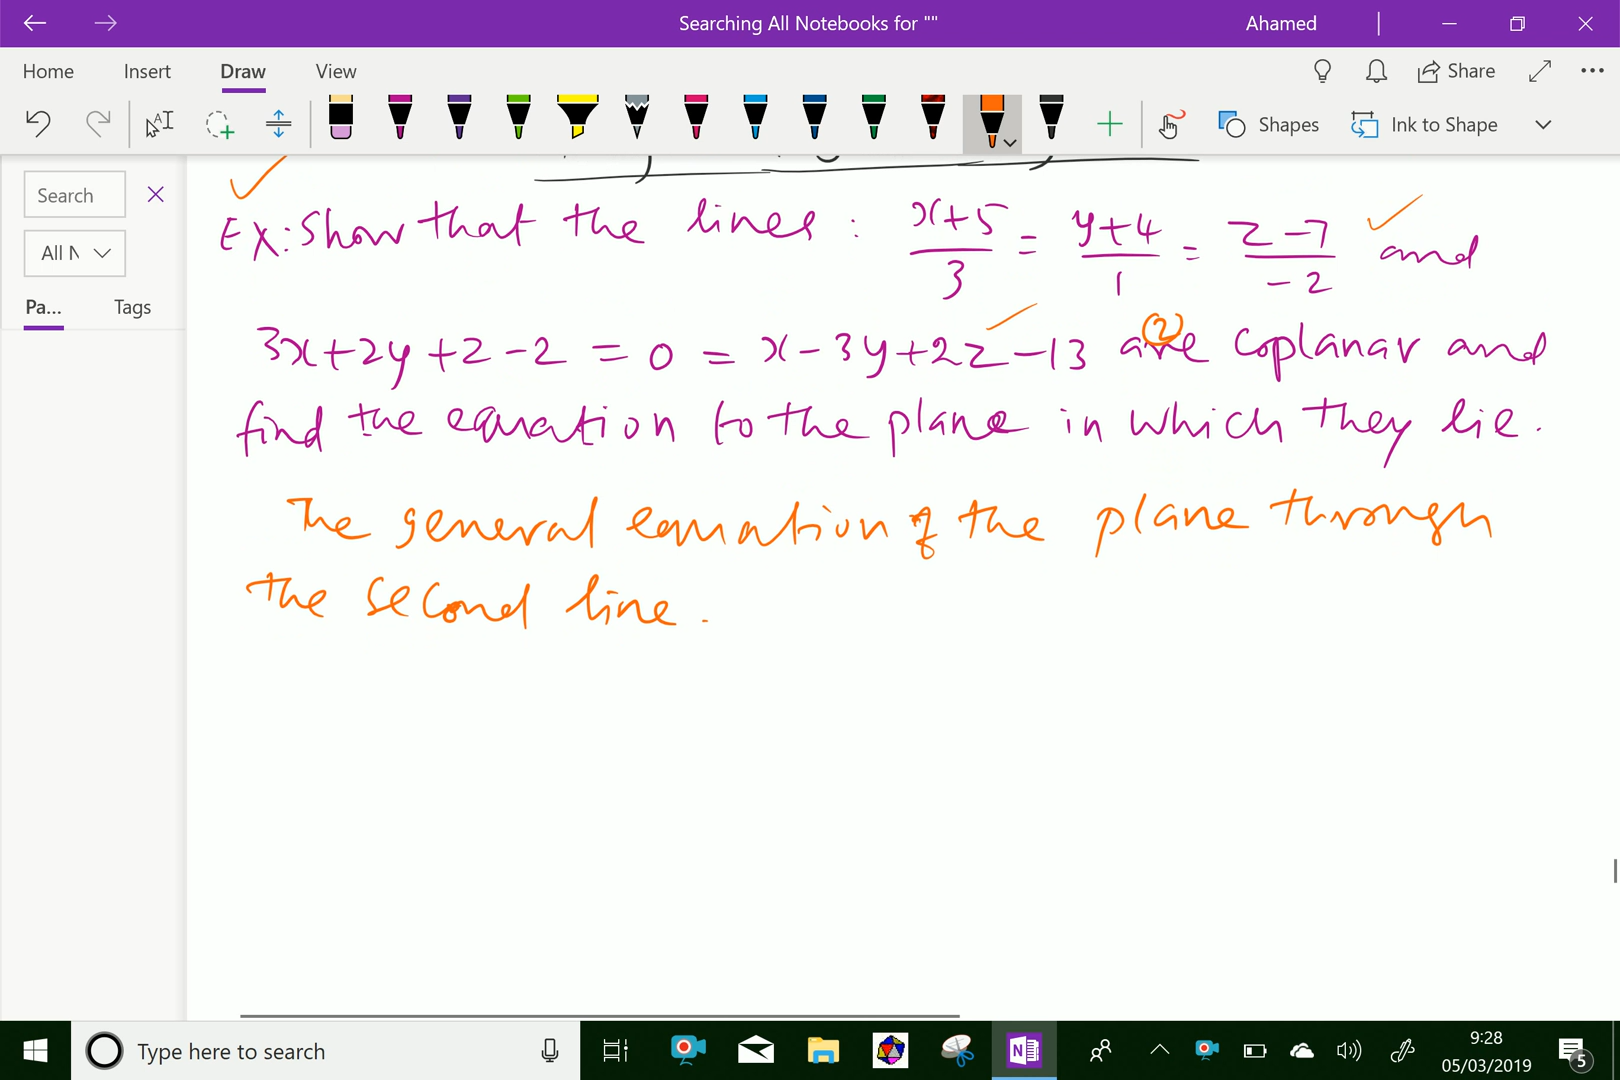 Searching All Notebooks for ""
Ahamed
Home Insert Draw View
Share
Shapes
Ink to Shape
Search
All N
Pa... Tags
EX: Show that the lines : x+5/3 = y+4/1 = z-7/-2 and
3x+2y+z-2 = 0 = x-3y+2z-13 are coplanar and
(2)
find the equation to the plane in which they lie.
The general equation of the plane through
the second line.
Type here to search
9:28
05/03/2019
5